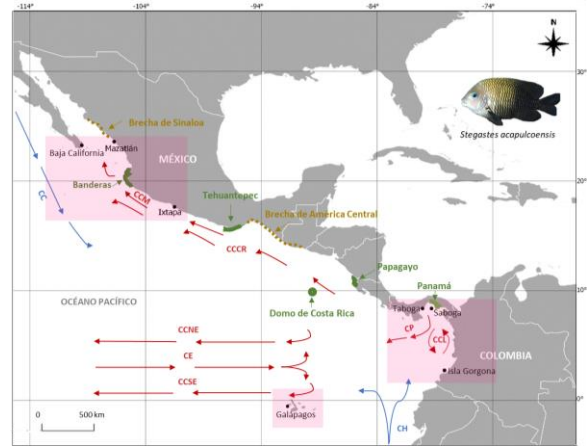 -114° -104° -94° -84° -74°
N
30°
Stegastes acapulcoensis
Brecha de Sinaloa
Baja California
Mazatlán
MÉXICO
20°
Banderas
CCM
Ixtapa
Tehuantepec
Brecha de América Central
CCCR
Papagayo
Panamá
10°
Domo de Costa Rica
Taboga
Saboga
OCÉANO PACÍFICO
CP
CCL
COLOMBIA
CCNE
CE
Isla Gorgona
CCSE
0°
0 500 km
Galápagos
CH